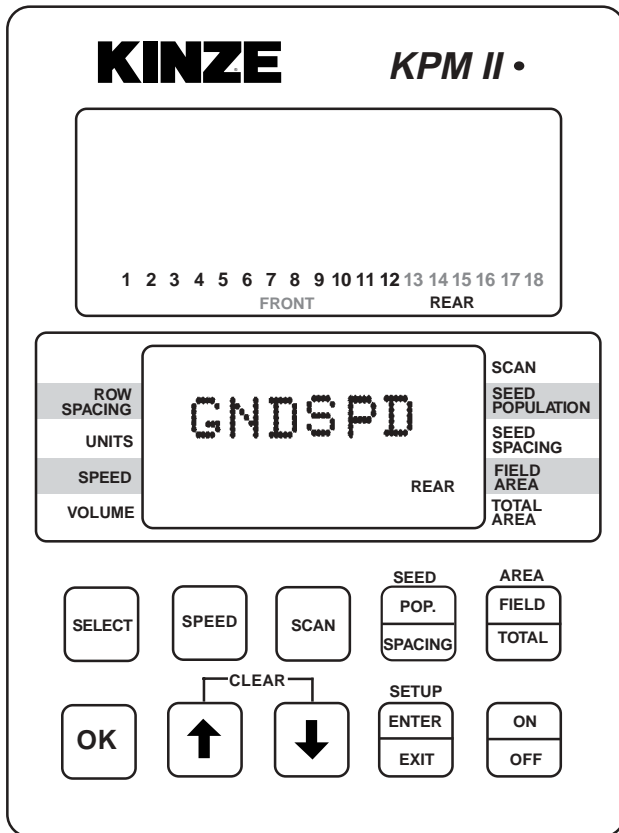 KINZE KPM II •
1 2 3 4 5 6 7 8 9 10 11 12 13 14 15 16 17 18
FRONT REAR
ROW SPACING
UNITS
SPEED
VOLUME
GNDSPD
REAR
SCAN
SEED POPULATION
SEED SPACING
FIELD AREA
TOTAL AREA
SELECT
SPEED
SCAN
SEED
POP.
SPACING
AREA
FIELD
TOTAL
OK
CLEAR
SETUP
ENTER
EXIT
ON
OFF